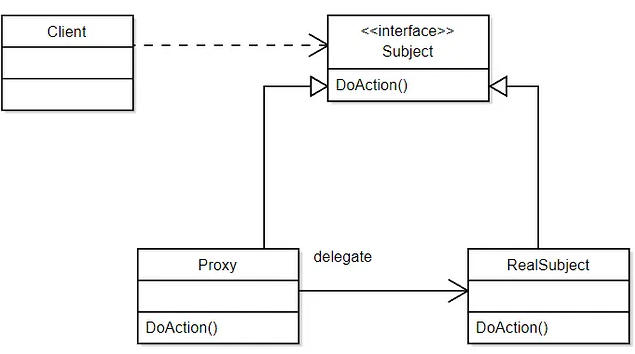 Client
<<interface>>
Subject
DoAction()
Proxy
DoAction()
delegate
RealSubject
DoAction()